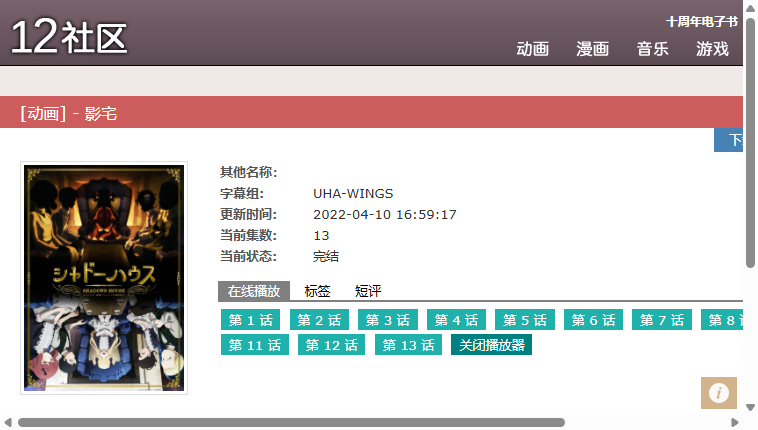 12社区
十周年电子书
动画 漫画 音乐 游戏
[动画] - 影宅
其他名称:
字幕组: UHA-WINGS
更新时间: 2022-04-10 16:59:17
当前集数: 13
当前状态: 完结
シャドーハウス
SHADOWS HOUSE
在线播放 标签 短评
第 1 话 第 2 话 第 3 话 第 4 话 第 5 话 第 6 话 第 7 话 第 8
第 11 话 第 12 话 第 13 话 关闭播放器